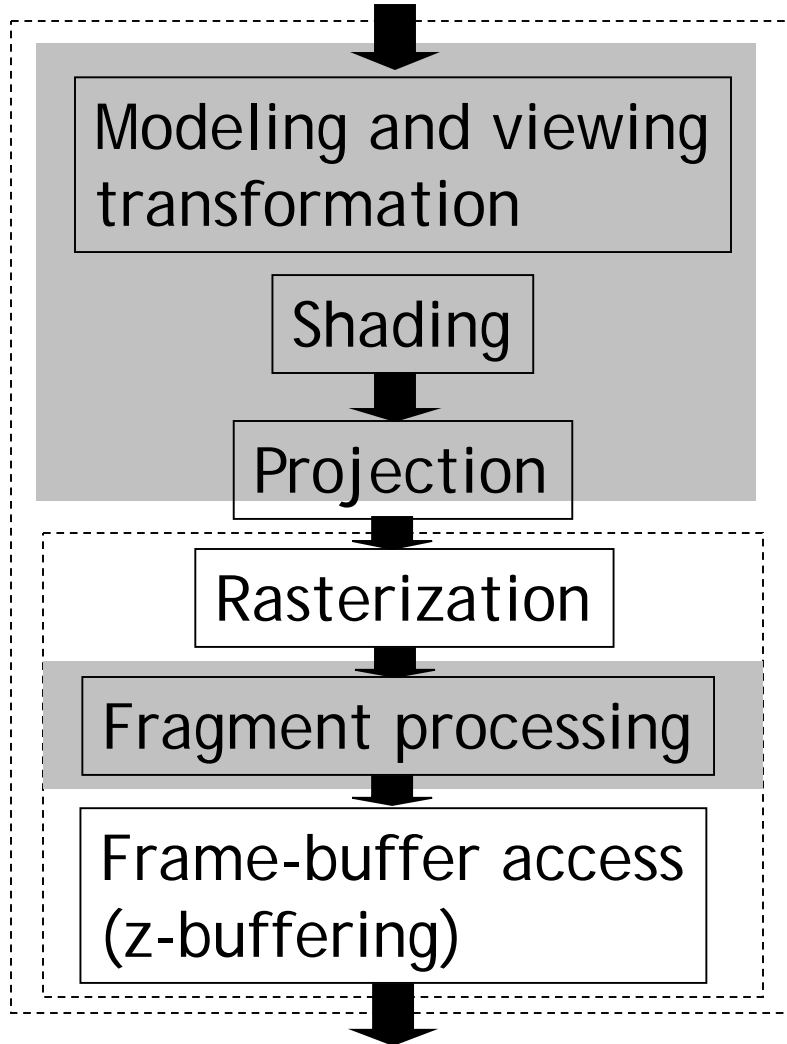 Modeling and viewing
transformation
Shading
Projection
Rasterization
Fragment processing
Frame-buffer access
(z-buffering)